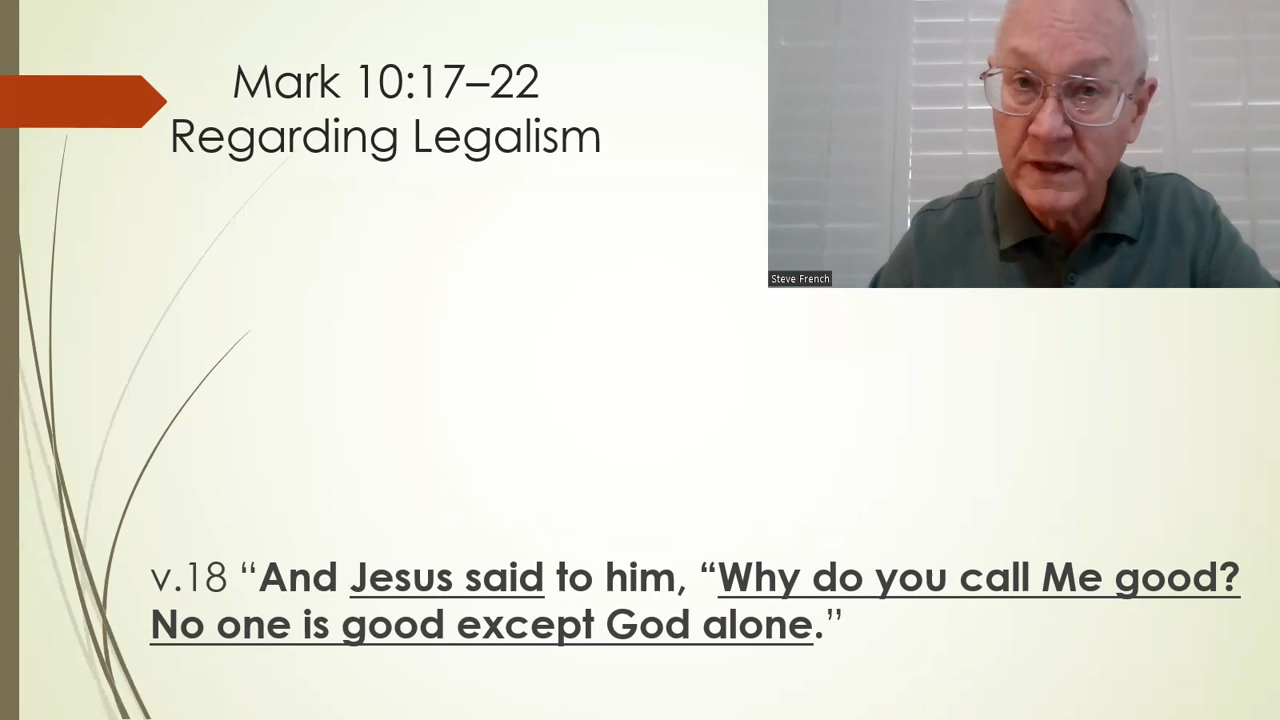 Mark 10:17–22
Regarding Legalism
Steve French
v.18 “And Jesus said to him, “Why do you call Me good?
No one is good except God alone.”